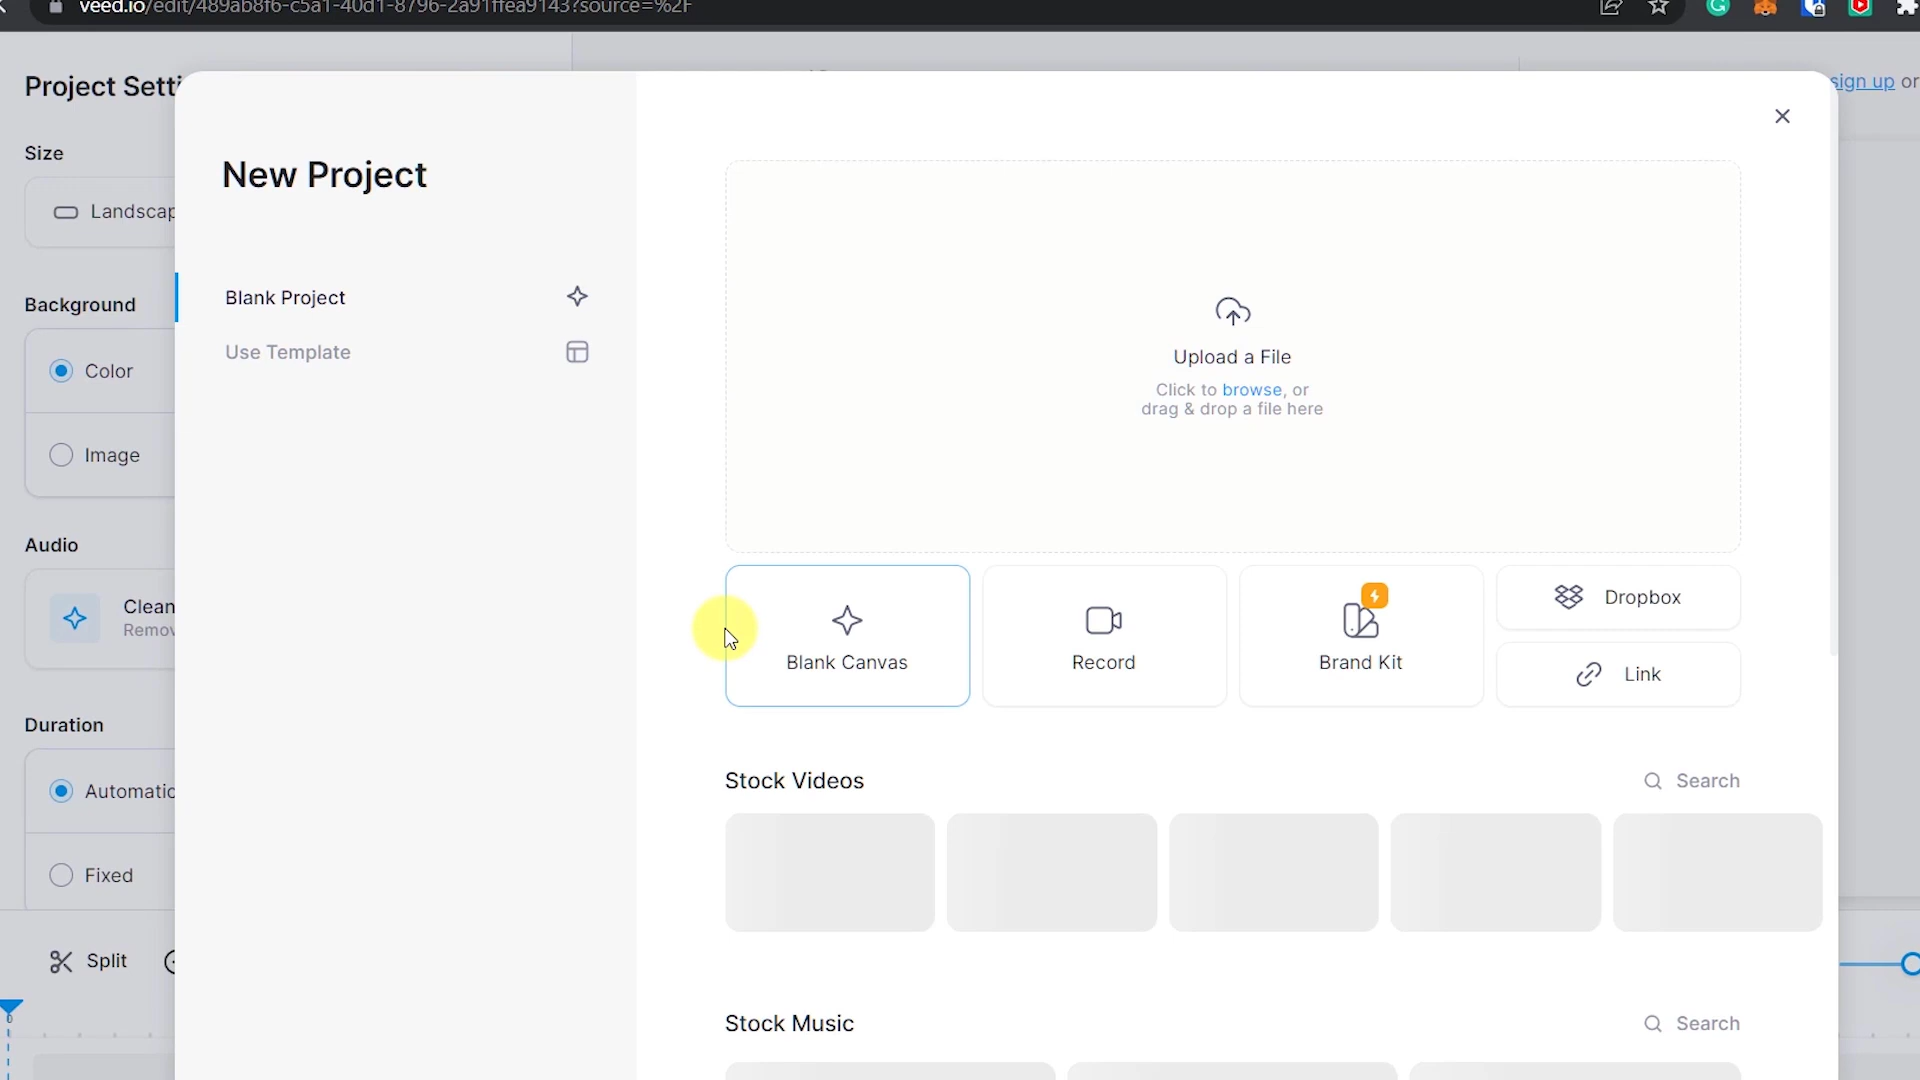 veed.io/edit/489ab8f6-c5a1-40d1-8796-2a91ffea9143?source=%2F
Project Setti
sign up or
Size
Landscap
Background
Color
Image
Audio
Clean
Remov
Duration
Automatic
Fixed
Split
New Project
Blank Project
Use Template
Upload a File
Click to browse, or
drag & drop a file here
Blank Canvas
Record
Brand Kit
Dropbox
Link
Stock Videos
Search
Stock Music
Search